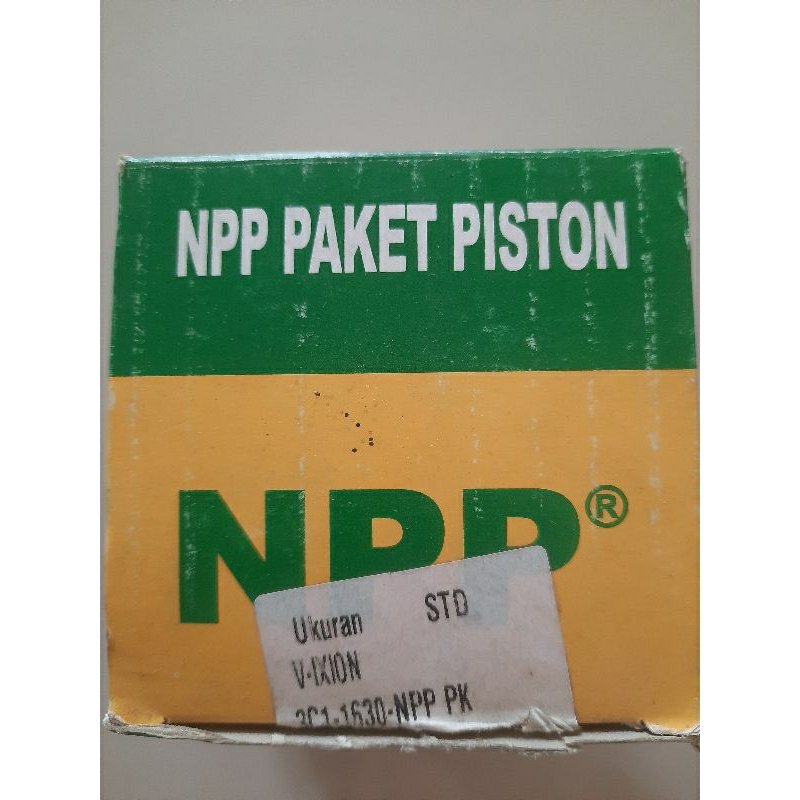 NPP PAKET PISTON
NPP®
Ukuran STD
V-IXION
3C1-1630-NPP PK